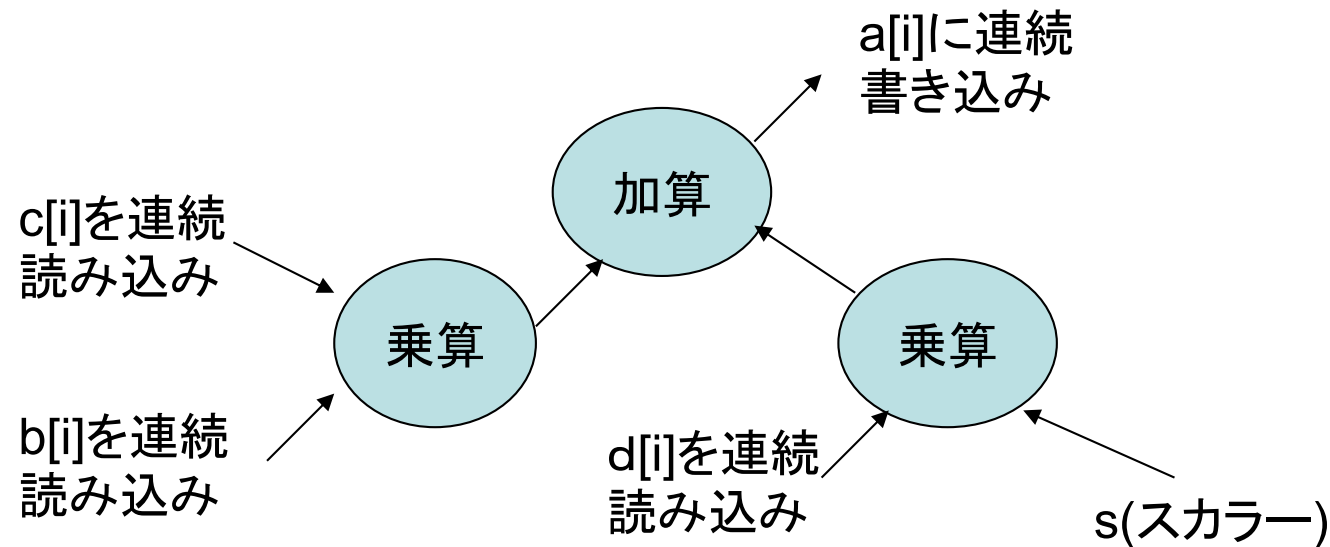 a[i]に連続
書き込み
加算
c[i]を連続
読み込み
乗算
乗算
b[i]を連続
読み込み
ｄ[i]を連続
読み込み
s(スカラー)